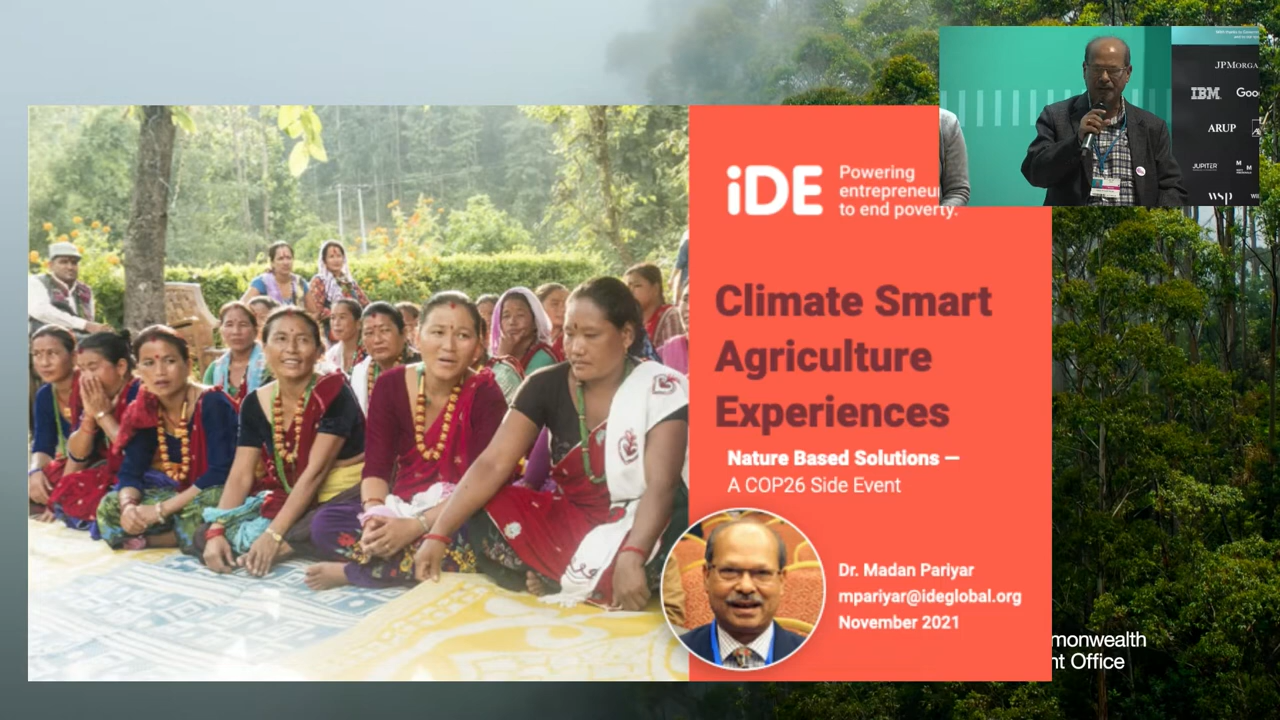 iDE
Powering
entrepreneu
to end poverty.
Climate Smart
Agriculture
Experiences
Nature Based Solutions —
A COP26 Side Event
Dr. Madan Pariyar
mpariyar@ideglobal.org
November 2021
JPMORGA
IBM
Goo
ARUP
JUPITER
wsp
monwealth
nt Office